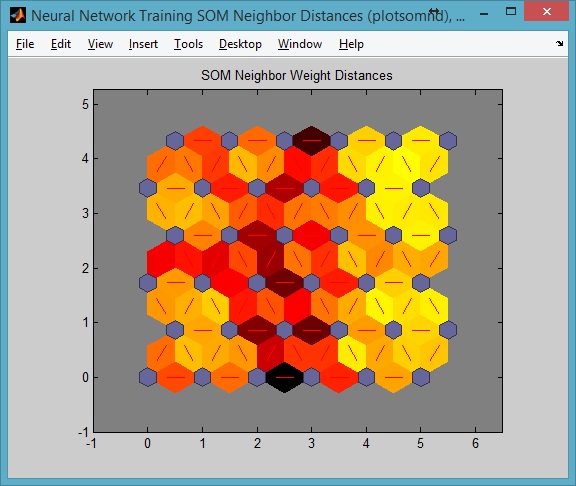 Neural Network Training SOM Neighbor Distances (plotsomnd), ...
File Edit View Insert Tools Desktop Window Help
SOM Neighbor Weight Distances
5
4
3
2
1
0
-1
-1 0 1 2 3 4 5 6